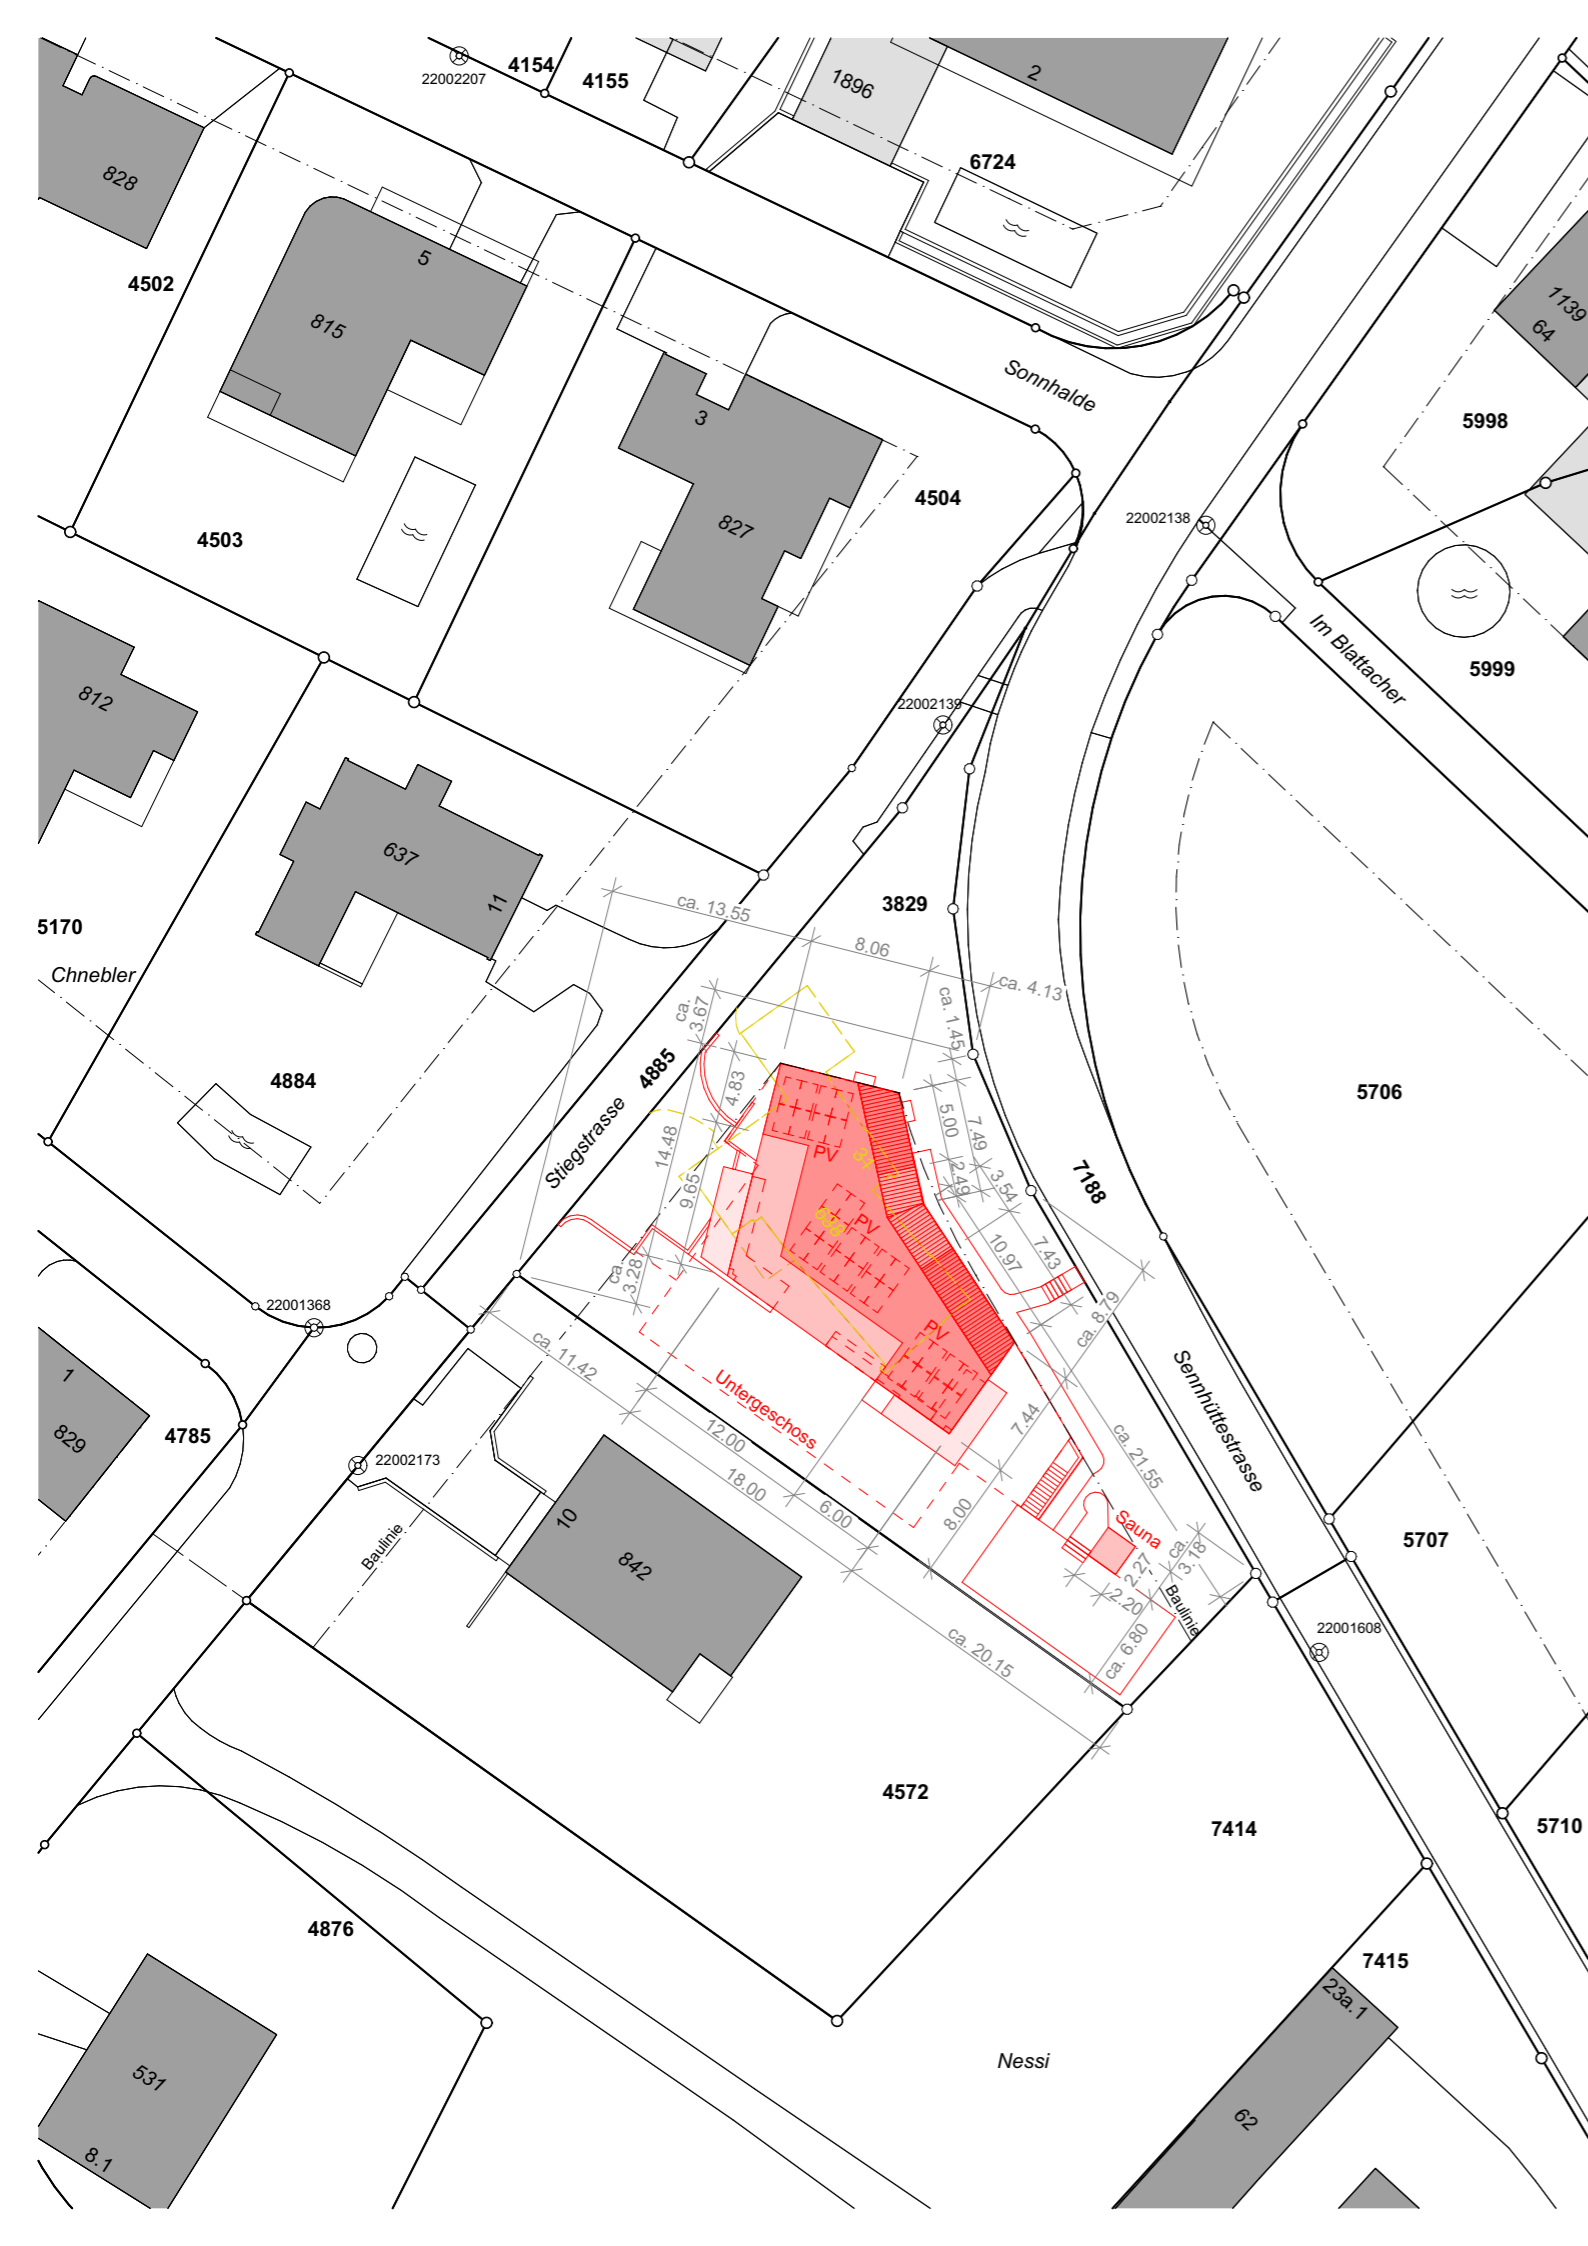 22002207
4154
4155
1896
2
6724
828
4502
5
815
1139
64
Sonnhalde
3
5998
827
4504
22002138
4503
Im Blattacher
5999
812
22002139
637
11
3829
5170
Chnebler
ca. 13.55
8.06
ca. 4.13
ca.
3.67
ca. 1.45
4885
4884
4.83
5706
5.00
7.49
14.48
PV
31
Stiegstrasse
2.49
3.54
7188
9.65
636
PV
10.97
7.43
ca.
3.28
22001368
ca. 8.79
PV
ca. 11.42
1
829
4785
Untergeschoss
12.00
7.44
Sennhüttestrasse
ca. 21.55
22002173
18.00
6.00
8.00
Sauna
Baulinie
10
842
5707
ca.
3.18
2.27
2.20
Baulinie
22001608
ca. 6.80
ca. 20.15
4572
7414
5710
4876
7415
23a.1
Nessi
531
62
8.1